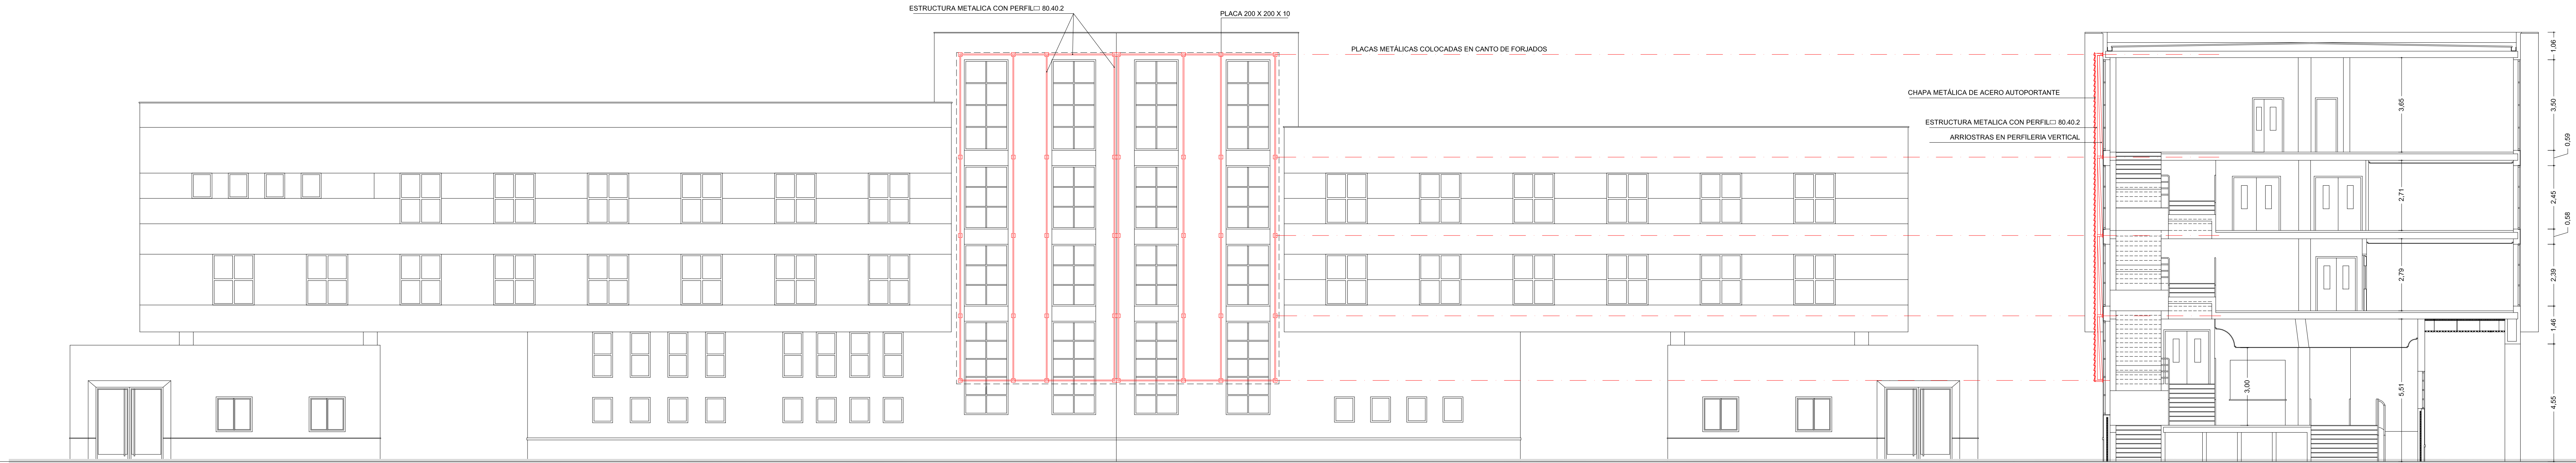 ESTRUCTURA METALICA CON PERFIL□ 80.40.2
PLACA 200 X 200 X 10
PLACAS METÁLICAS COLOCADAS EN CANTO DE FORJADOS
CHAPA METÁLICA DE ACERO AUTOPORTANTE
ESTRUCTURA METALICA CON PERFIL□ 80.40.2
ARRIOSTRAS EN PERFILERIA VERTICAL
1,06
3,50
3,65
0,59
2,45
2,71
0,58
2,39
2,79
1,46
3,00
5,51
4,55